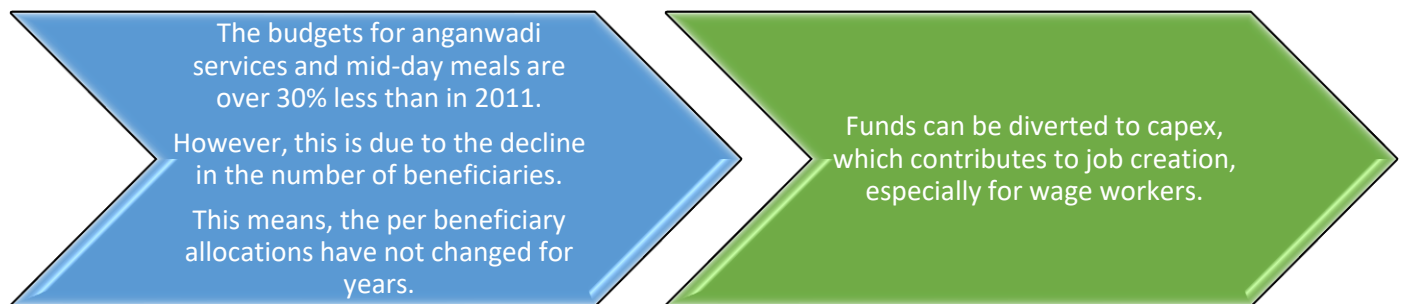 The budgets for anganwadi
services and mid-day meals are
over 30% less than in 2011.
However, this is due to the decline
in the number of beneficiaries.
This means, the per beneficiary
allocations have not changed for
years.
Funds can be diverted to capex,
which contributes to job creation,
especially for wage workers.